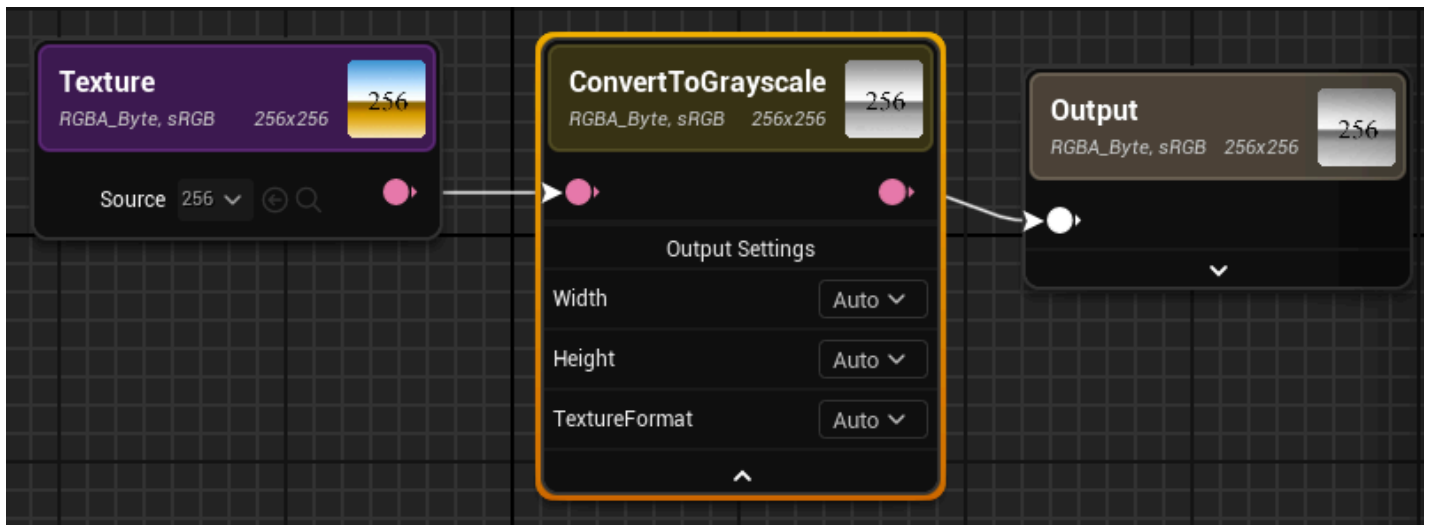 Texture
RGBA_Byte, sRGB 256x256
256
Source 256
ConvertToGrayscale
RGBA_Byte, sRGB 256x256
256
Output Settings
Width Auto
Height Auto
TextureFormat Auto
Output
RGBA_Byte, sRGB 256x256
256